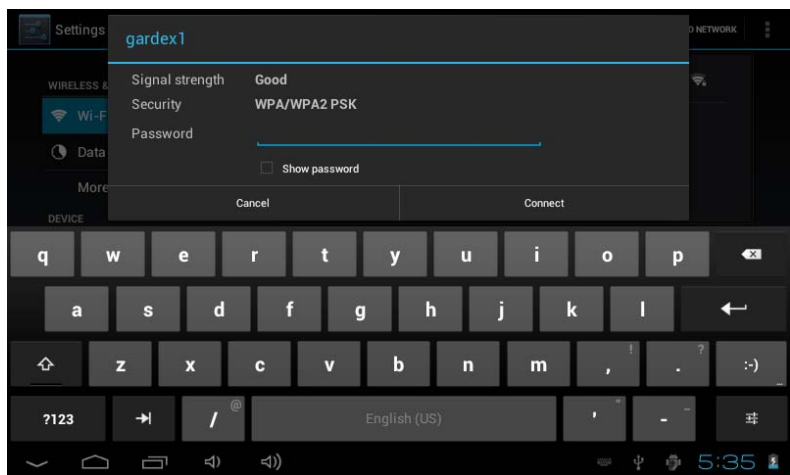 Settings
D NETWORK
gardex1
WIRELESS &
Signal strength Good
Security WPA/WPA2 PSK
Wi-F
Password
Data
Show password
More
Cancel Connect
DEVICE
q w e r t y u i o p
a s d f g h j k l
z x c v b n m , ! . ? :-)
?123 / @ English (US) ' " - _
5:35